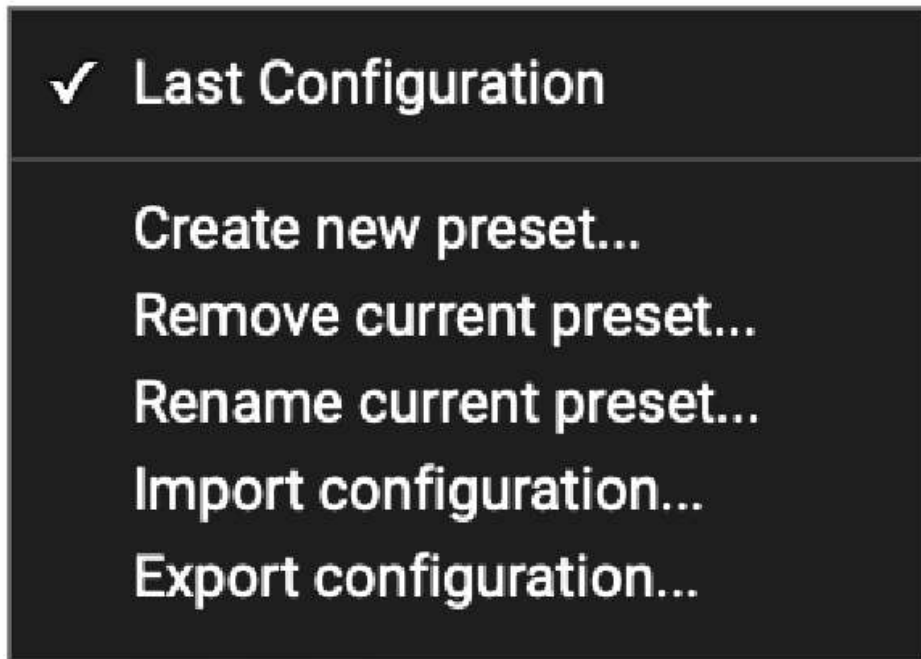 Last Configuration
Create new preset...
Remove current preset...
Rename current preset...
Import configuration...
Export configuration...